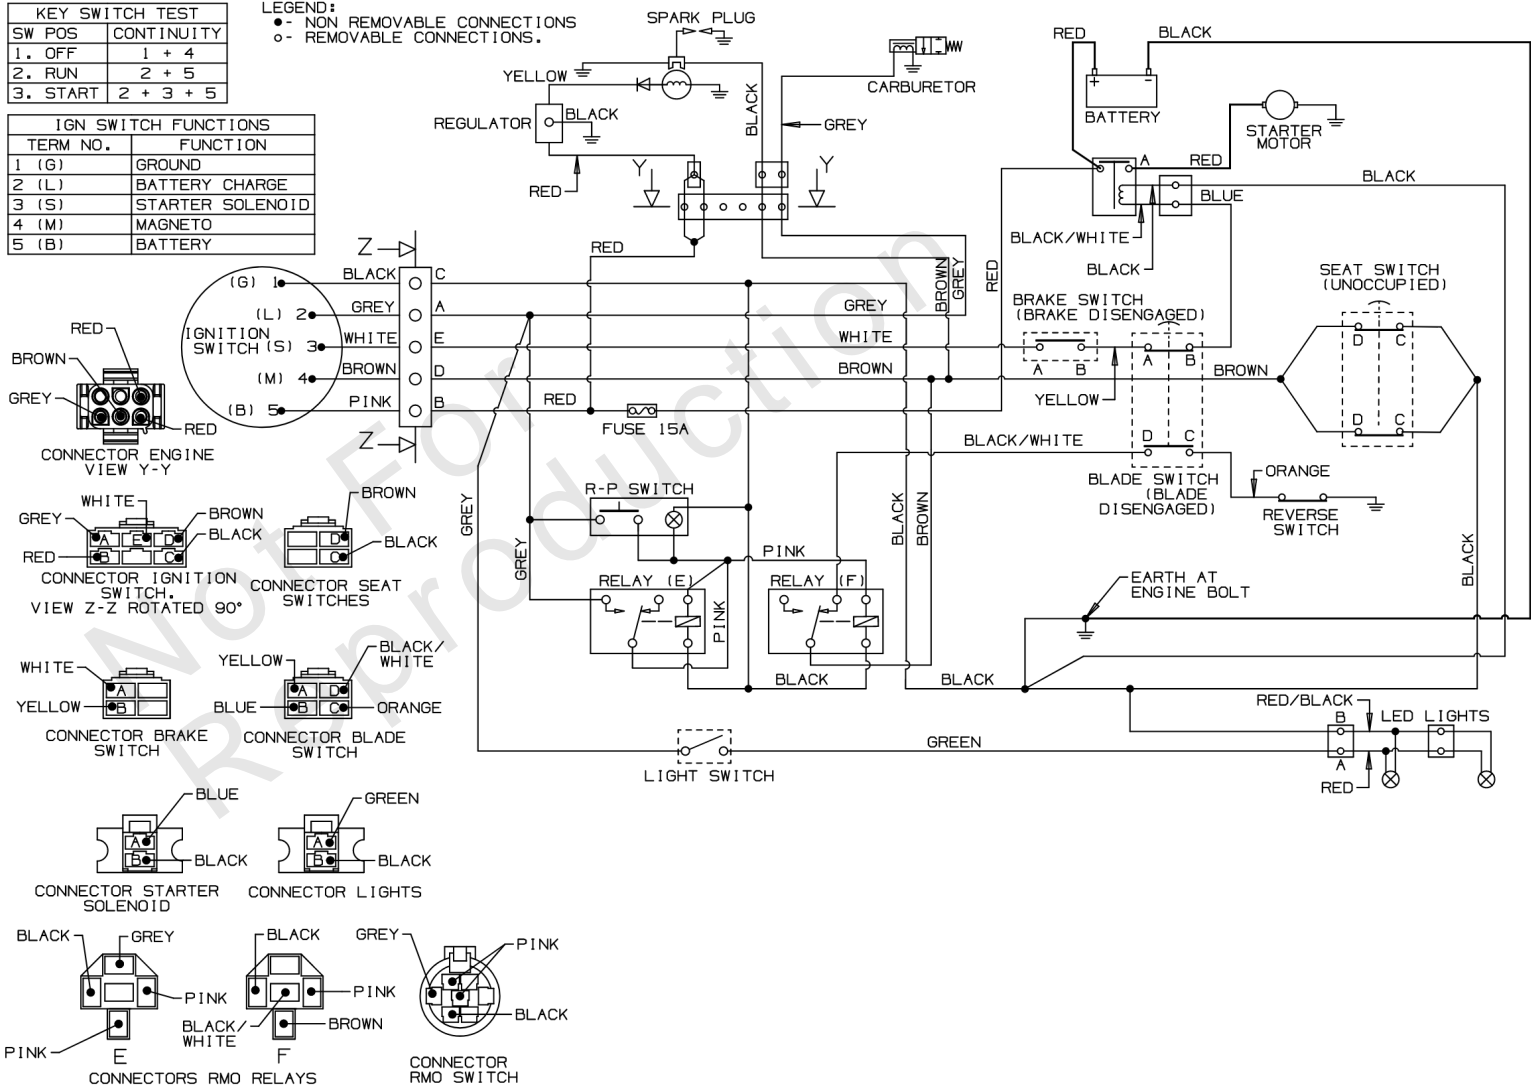 KEY SWITCH TEST
SW POS CONTINUITY
1. OFF 1 + 4
2. RUN 2 + 5
3. START 2 + 3 + 5
LEGEND:
●- NON REMOVABLE CONNECTIONS
○- REMOVABLE CONNECTIONS.
IGN SWITCH FUNCTIONS
TERM NO. FUNCTION
1 (G) GROUND
2 (L) BATTERY CHARGE
3 (S) STARTER SOLENOID
4 (M) MAGNETO
5 (B) BATTERY
SPARK PLUG
YELLOW
REGULATOR
BLACK
RED
BLACK
GREY
CARBURETOR
Y
Y
RED
BLACK
+ -
BATTERY
STARTER
MOTOR
A
RED
BLACK
BLUE
BLACK/WHITE
BLACK
Z
Z
RED
BROWN
GREY
RED
IGNITION
SWITCH
(G) 1
(L) 2
(S) 3
(M) 4
(B) 5
BLACK C
GREY A
WHITE E
BROWN D
PINK B
GREY
WHITE
BROWN
RED
FUSE 15A
BRAKE SWITCH
(BRAKE DISENGAGED)
A B
YELLOW
A B
D C
BLACK/WHITE
BLADE SWITCH
(BLADE
DISENGAGED)
BROWN
SEAT SWITCH
(UNOCCUPIED)
D C
D C
ORANGE
REVERSE
SWITCH
BLACK
RED
BROWN
GREY
RED
CONNECTOR ENGINE
VIEW Y-Y
WHITE
GREY
BROWN
BLACK
RED
A E D
B C
CONNECTOR IGNITION
SWITCH.
VIEW Z-Z ROTATED 90°
BROWN
BLACK
D
C
CONNECTOR SEAT
SWITCHES
GREY
GREY
R-P SWITCH
RELAY (E)
PINK
PINK
RELAY (F)
BLACK
BLACK
BROWN
BLACK
EARTH AT
ENGINE BOLT
WHITE
YELLOW
A
B
CONNECTOR BRAKE
SWITCH
YELLOW
BLACK/
WHITE
BLUE
ORANGE
A D
B C
CONNECTOR BLADE
SWITCH
LIGHT SWITCH
GREEN
RED/BLACK
LED LIGHTS
B
A
RED
BLUE
BLACK
A
B
CONNECTOR STARTER
SOLENOID
GREEN
BLACK
A
B
CONNECTOR LIGHTS
BLACK
GREY
PINK
PINK
E
BLACK
PINK
BLACK/
WHITE
BROWN
F
CONNECTORS RMO RELAYS
GREY
PINK
BLACK
CONNECTOR
RMO SWITCH
Not For
Reproduction